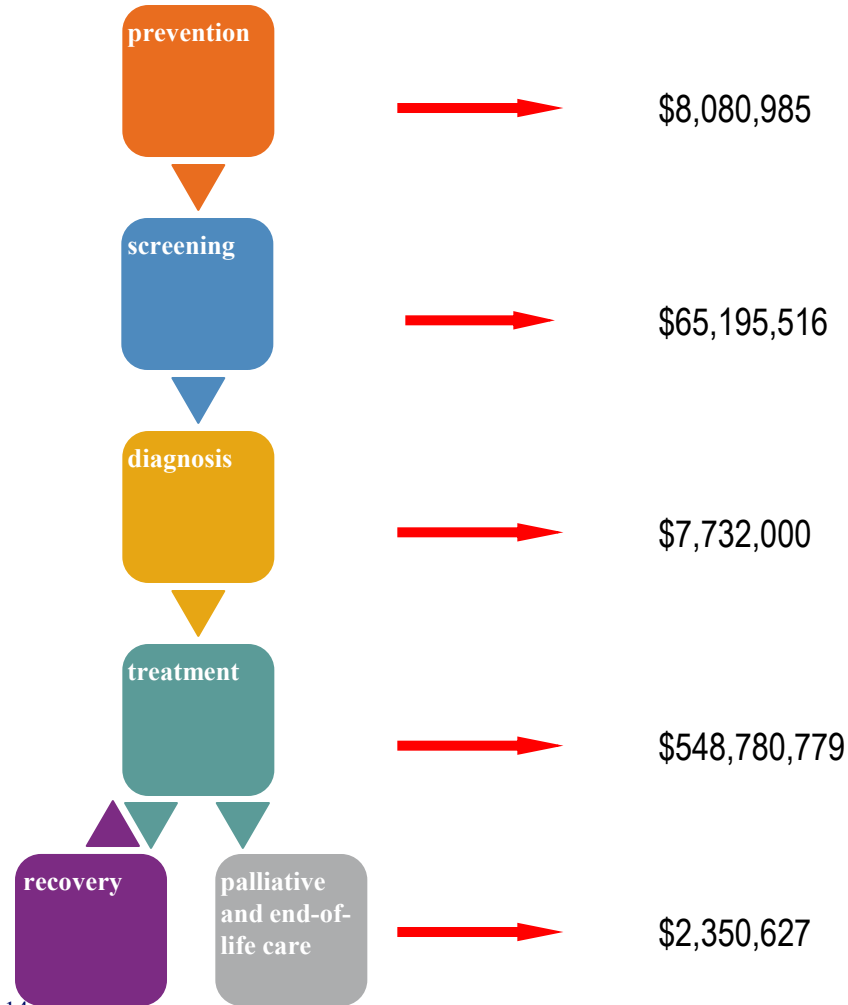 prevention
$8,080,985
screening
$65,195,516
diagnosis
$7,732,000
treatment
$548,780,779
recovery
palliative
and end-of-
life care
$2,350,627